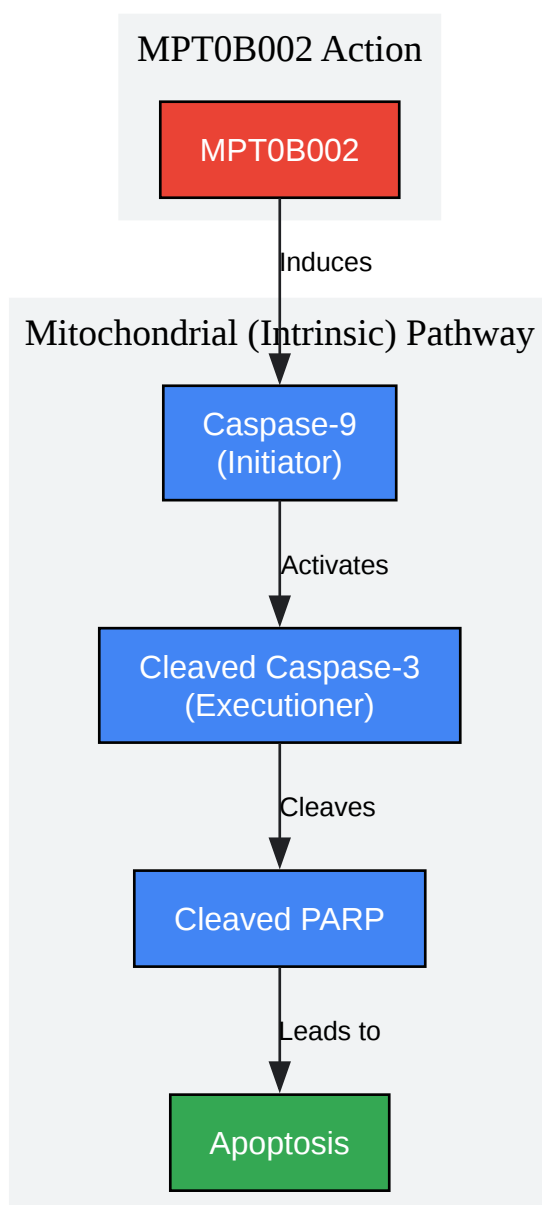 MPT0B002 Action
MPT0B002
Induces
Mitochondrial (Intrinsic) Pathway
Caspase-9
(Initiator)
Activates
Cleaved Caspase-3
(Executioner)
Cleaves
Cleaved PARP
Leads to
Apoptosis